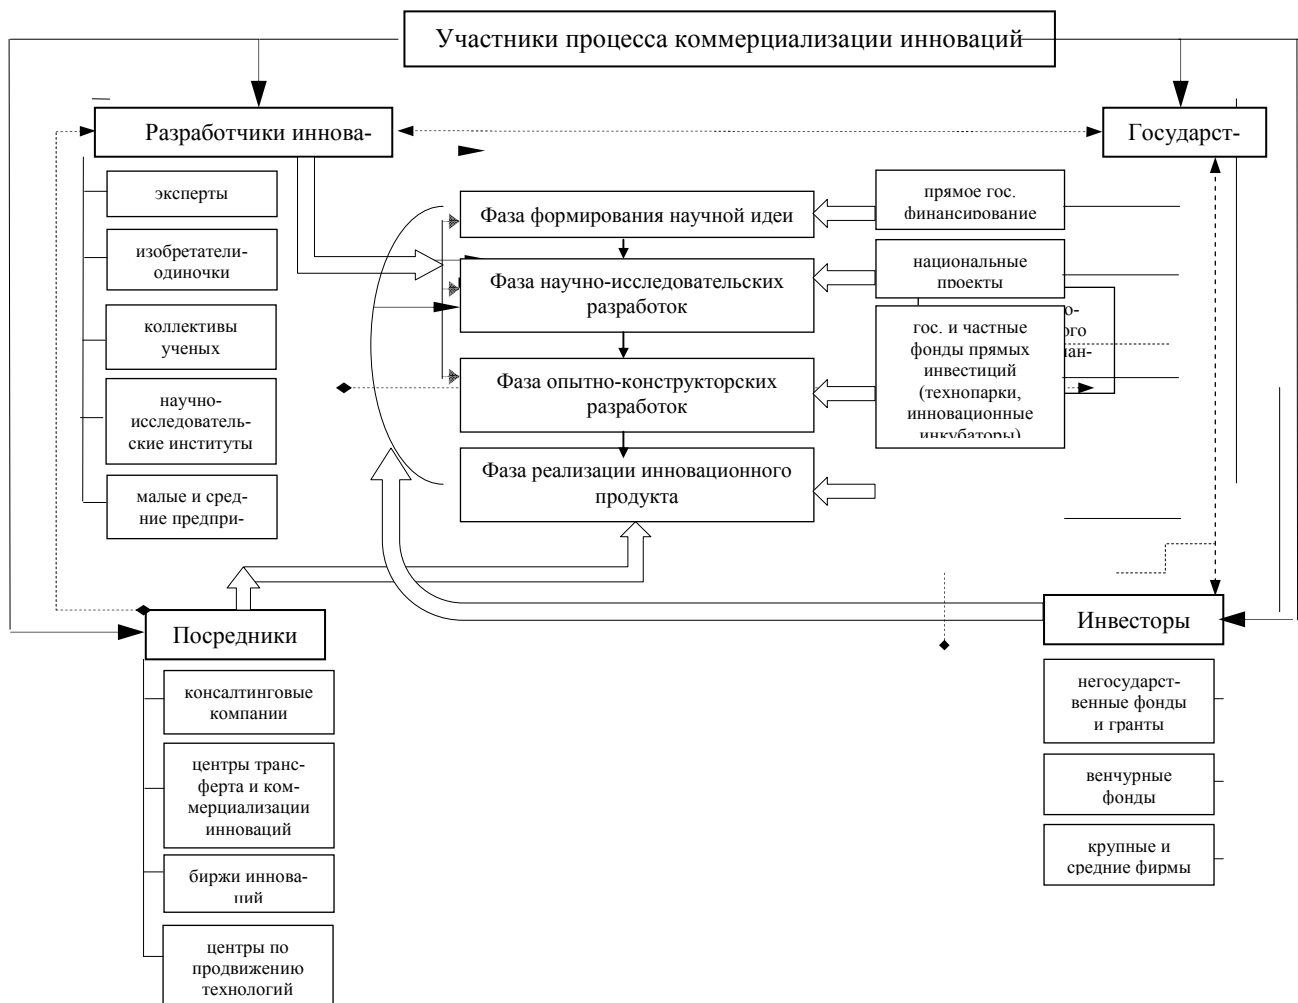 Участники процесса коммерциализации инноваций
Разработчики иннова-
Государст-
эксперты
изобретатели-
одиночки
коллективы
ученых
научно-
исследователь-
ские институты
малые и сред-
ние предпри-
Фаза формирования научной идеи
Фаза научно-исследовательских
разработок
Фаза опытно-конструкторских
разработок
Фаза реализации инновационного
продукта
прямое гос.
финансирование
национальные
проекты
гос. и частные
фонды прямых
инвестиций
(технопарки,
инновационные
инкубаторы)
о-
ого
ан-
Посредники
консалтинговые
компании
центры транс-
ферта и ком-
мерциализации
инноваций
биржи иннова-
ций
центры по
продвижению
технологий
Инвесторы
негосударст-
венные фонды
и гранты
венчурные
фонды
крупные и
средние фирмы